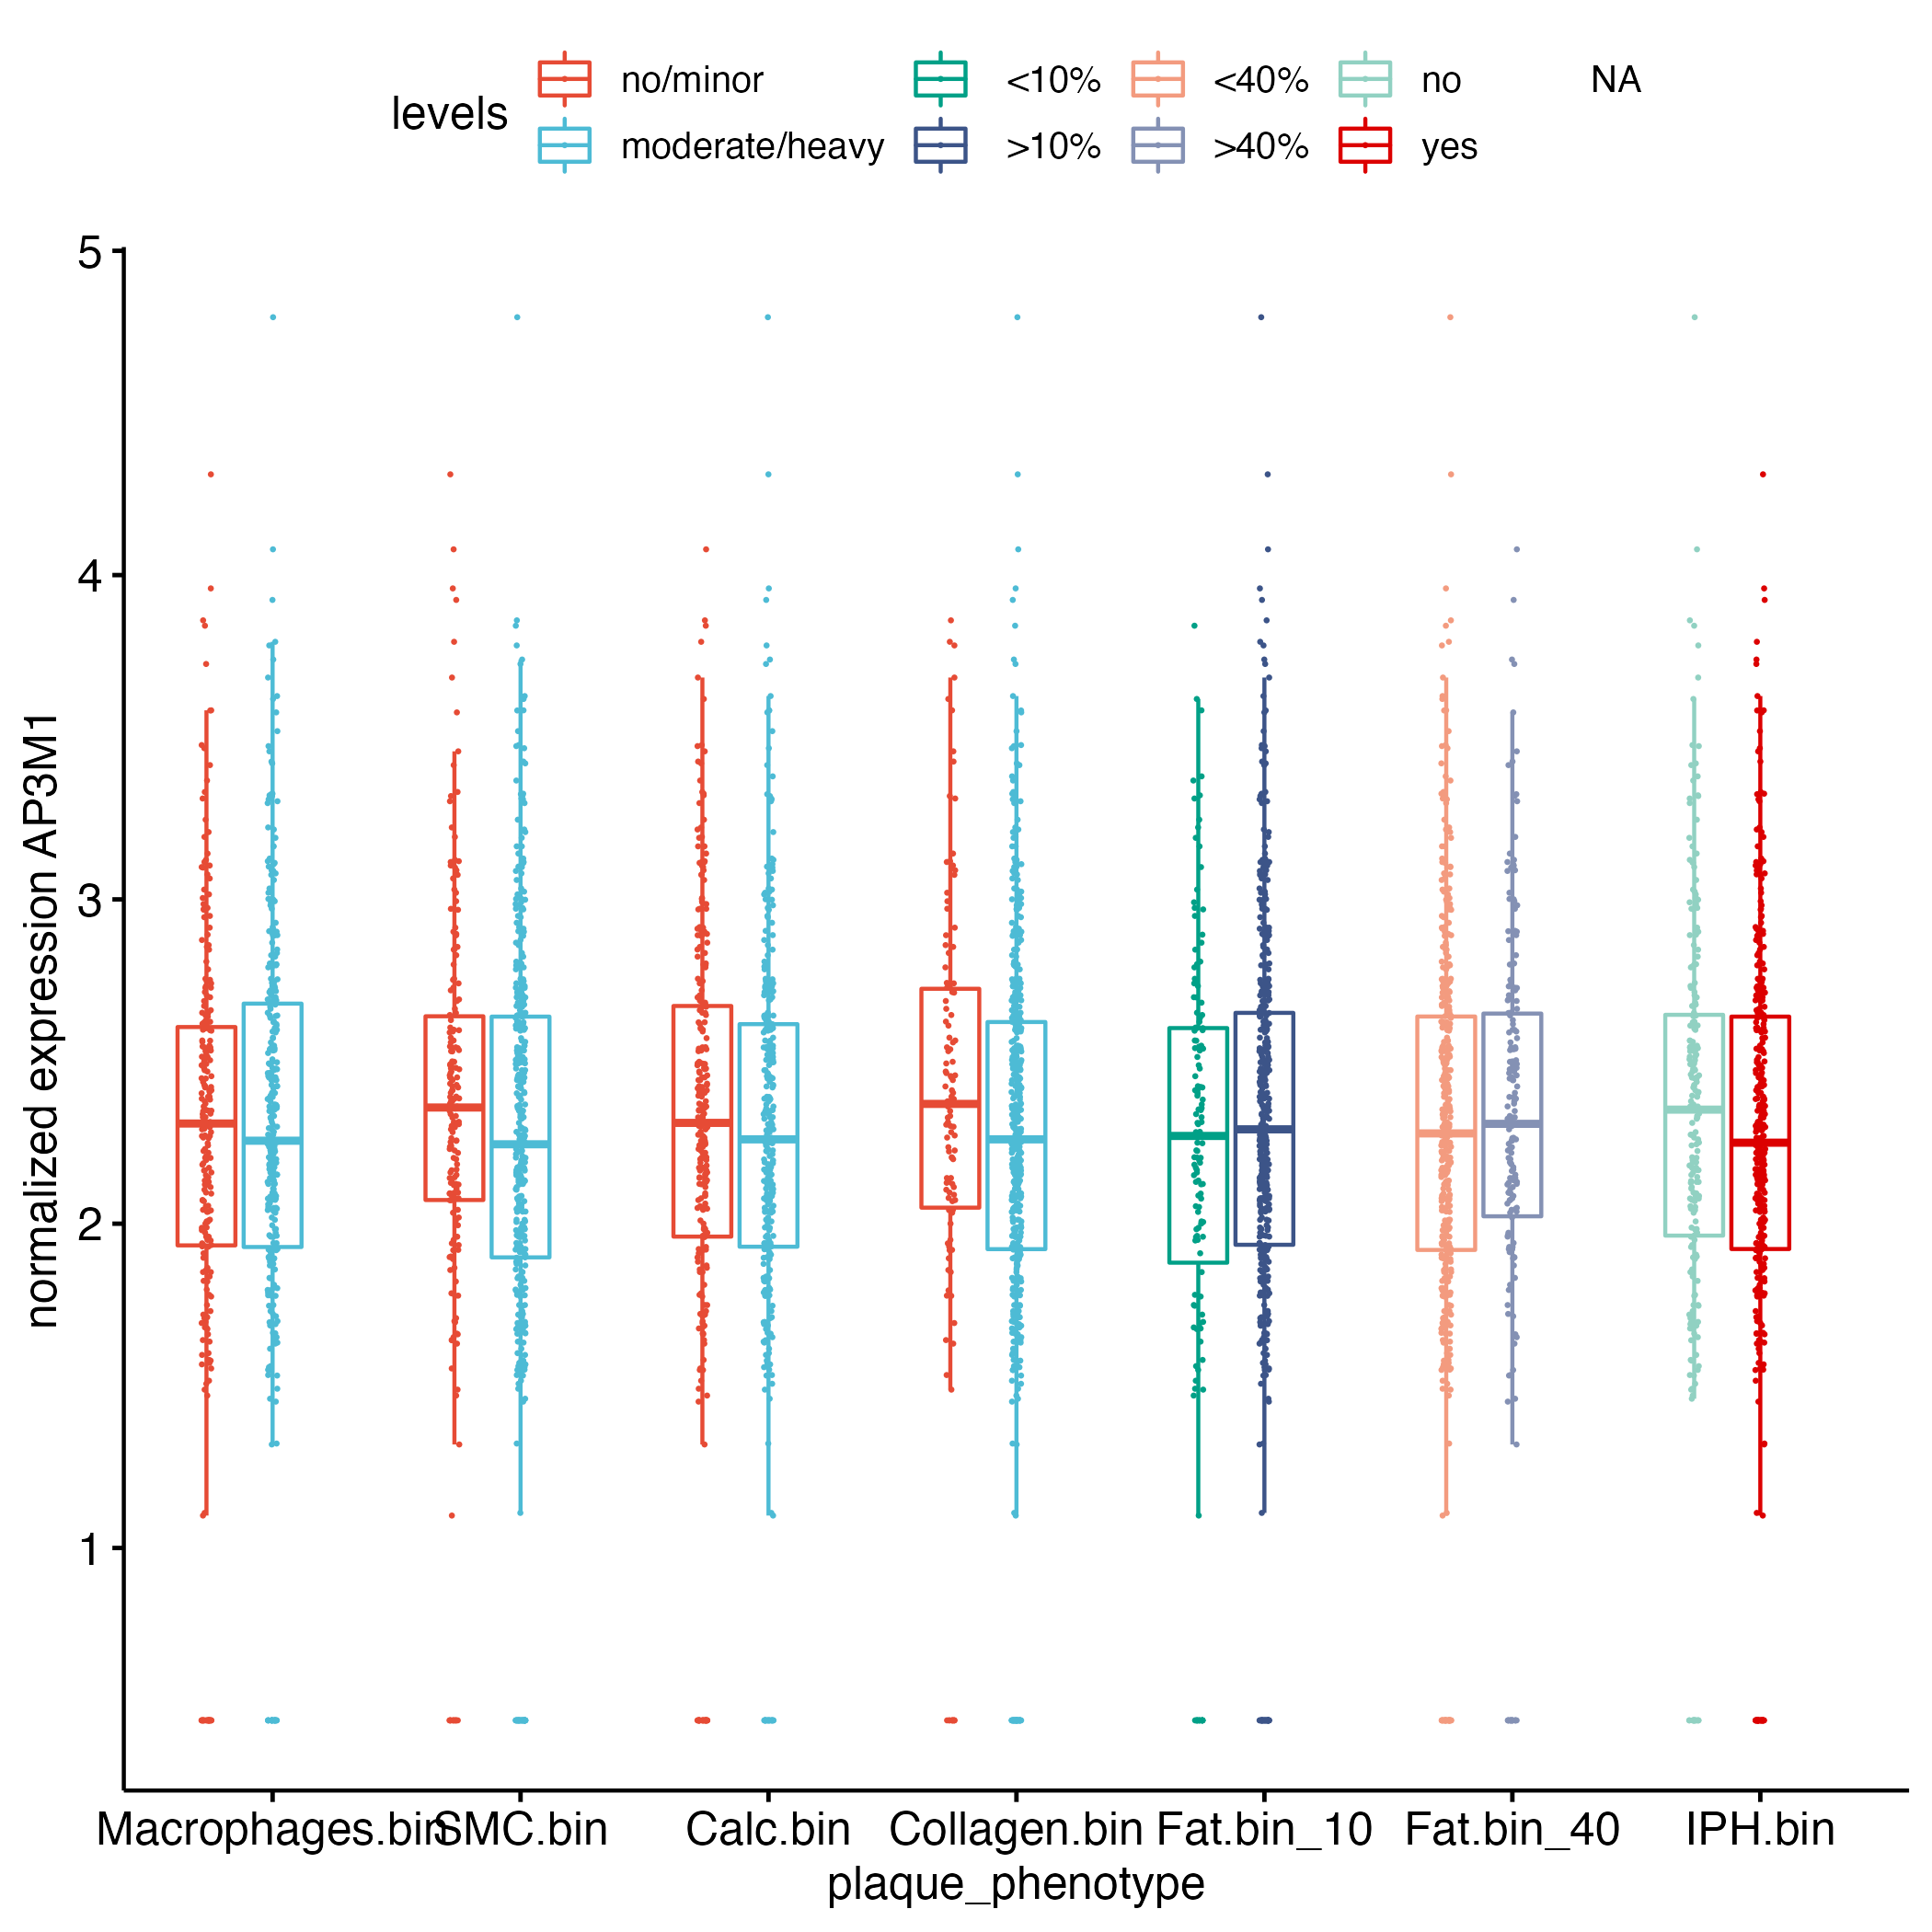 levels
no/minor <10% <40% no NA
moderate/heavy >10% >40% yes
normalized expression AP3M1
5
4
3
2
1
Macrophages.bin SMC.bin Calc.bin Collagen.bin Fat.bin_10 Fat.bin_40 IPH.bin
plaque_phenotype